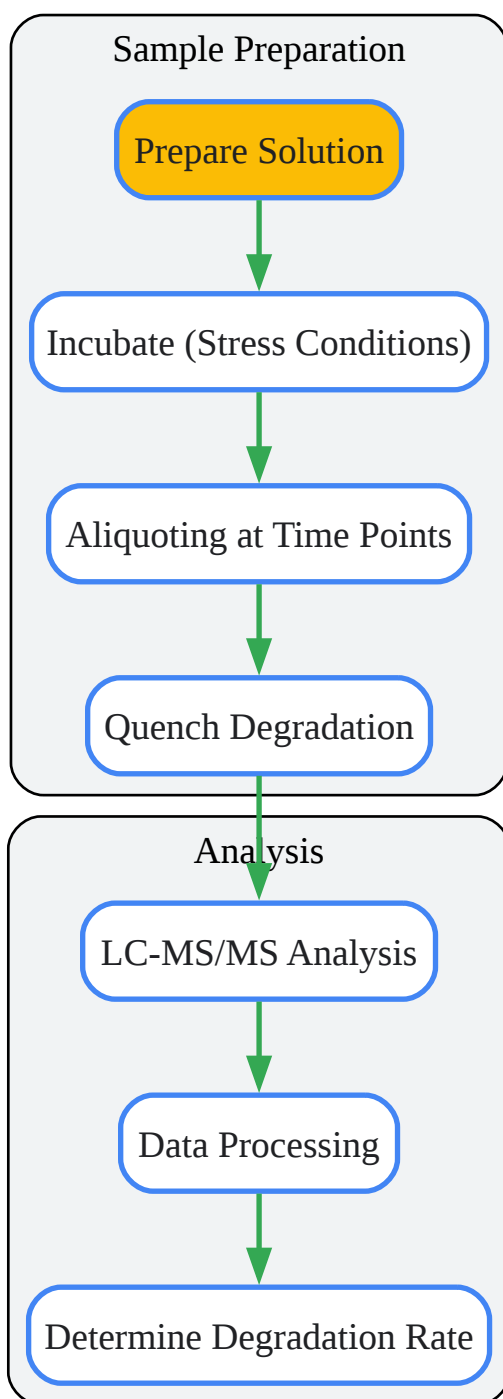 Sample Preparation
Prepare Solution
Incubate (Stress Conditions)
Aliquoting at Time Points
Quench Degradation
Analysis
LC-MS/MS Analysis
Data Processing
Determine Degradation Rate